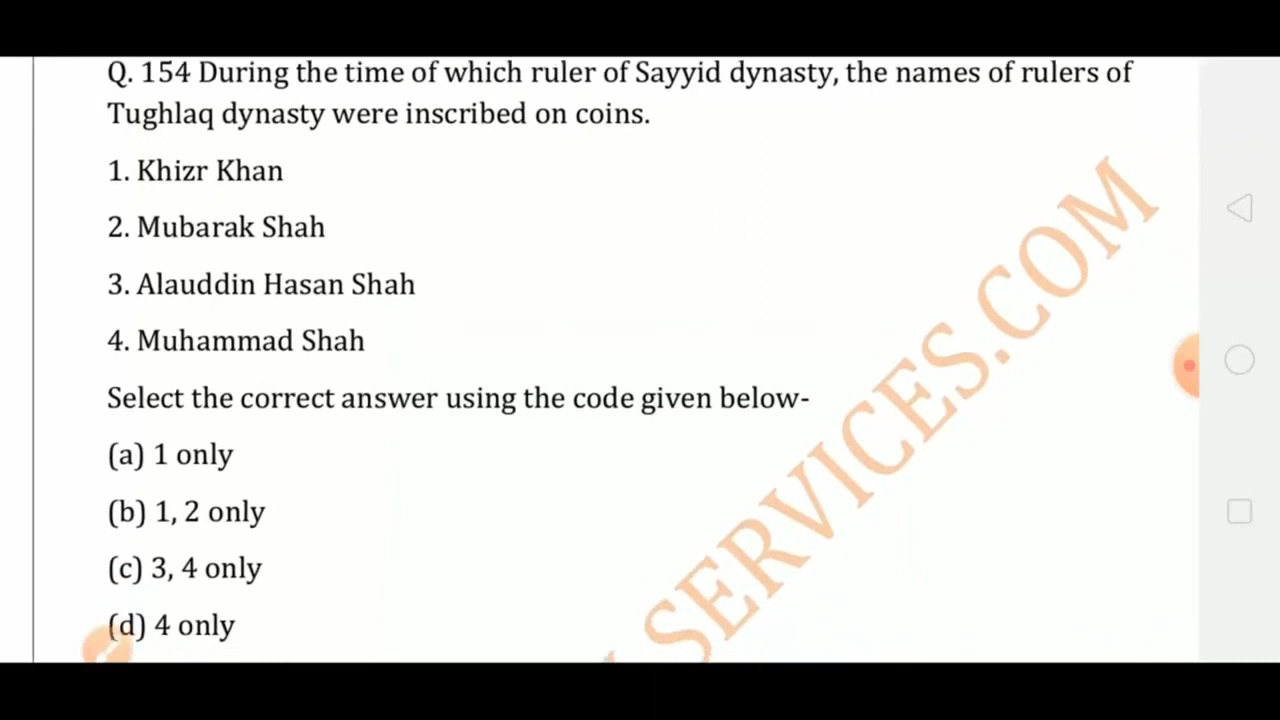 Q. 154 During the time of which ruler of Sayyid dynasty, the names of rulers of
Tughlaq dynasty were inscribed on coins.
1. Khizr Khan
2. Mubarak Shah
3. Alauddin Hasan Shah
4. Muhammad Shah
Select the correct answer using the code given below-
(a) 1 only
(b) 1, 2 only
(c) 3, 4 only
(d) 4 only
SERVICES.COM